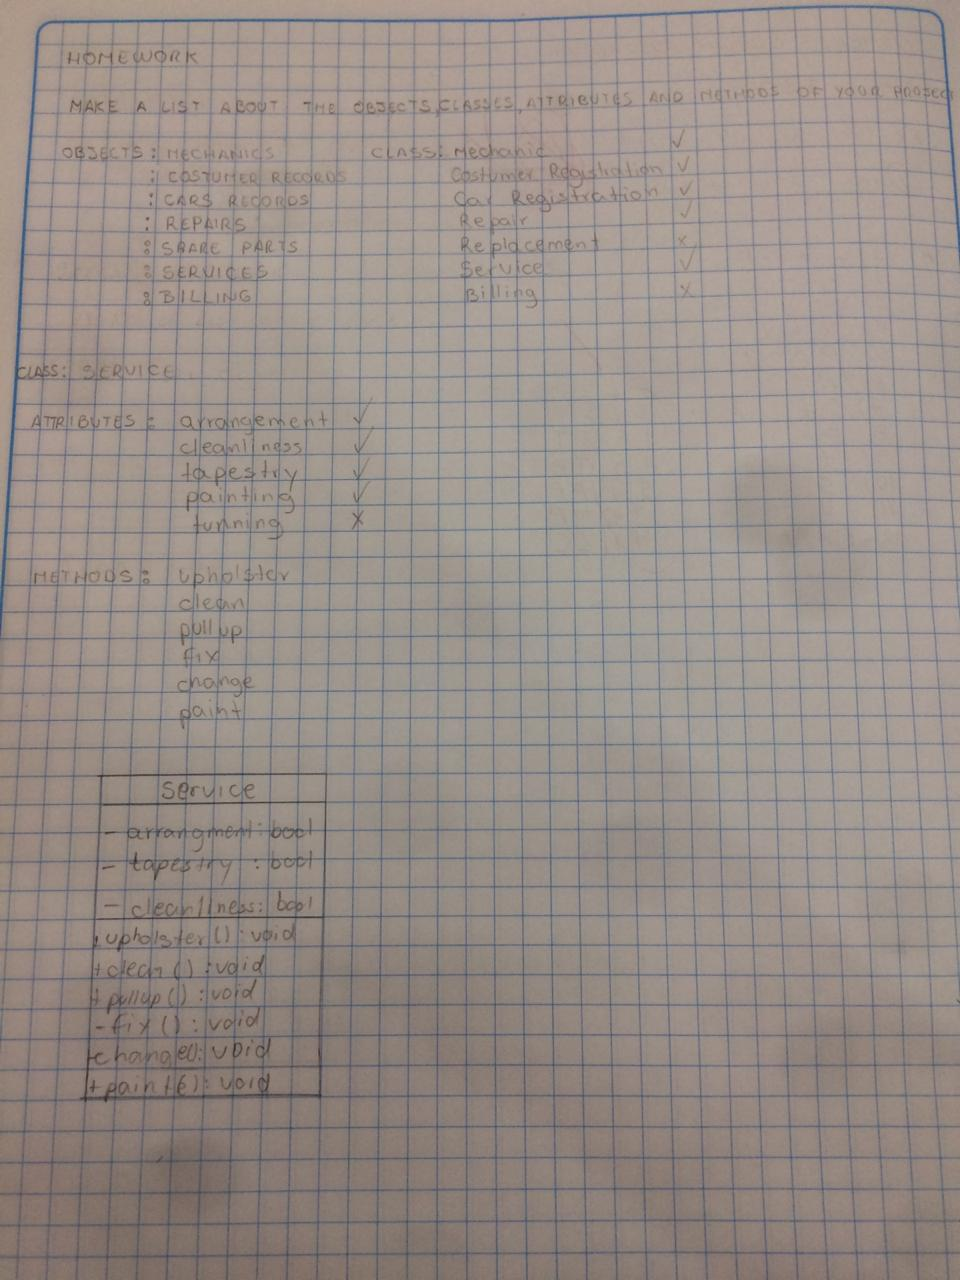 HOMEWORK
MAKE A LIST ABOUT THE OBJECTS, CLASSES, ATTRIBUTES AND METHODS OF YOUR PROJEC
OBJECTS: MECHANICS CLASS: Mechanic ✓
: COSTUMER RECORDS Costumer Registration ✓
: CARS RECORDS Car Registration ✓
: REPAIRS Repair ✓
: SPARE PARTS Replacement x
: SERVICES Service ✓
: BILLING Billing x
CLASS: SERVICE
ATTRIBUTES: arrangement ✓
cleanliness ✓
tapestry ✓
painting ✓
tunning x
METHODS: upholster
clean
pull up
fix
change
paint
Service
- arrangment: bool
- tapestry : bool
- cleanliness: bool
upholster () : void
+ clean () : void
+ pullup () : void
- fix () : void
change(): void
+ paint(): void